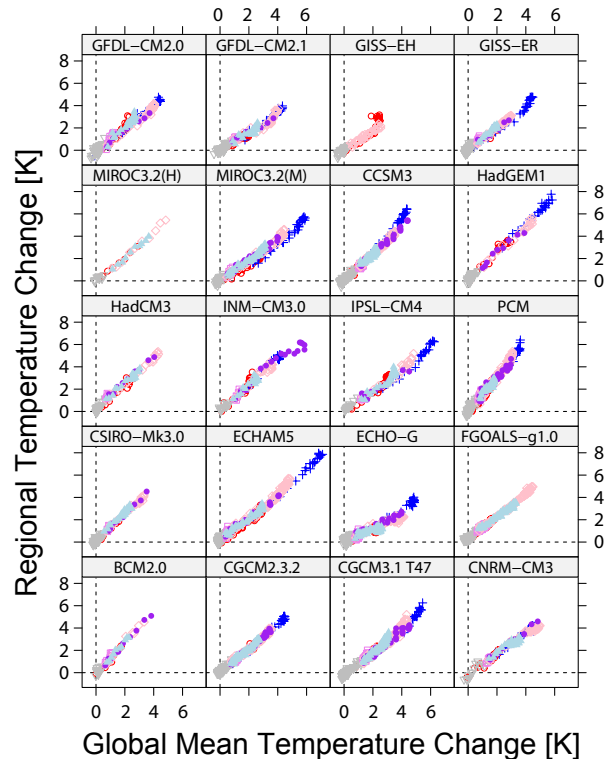 0 2 4 6 0 2 4 6
GFDL−CM2.0 GFDL−CM2.1 GISS−EH GISS−ER
8
6
4
2
0
MIROC3.2(H) MIROC3.2(M) CCSM3 HadGEM1
8
6
4
2
0
HadCM3 INM−CM3.0 IPSL−CM4 PCM
8
6
4
2
0
CSIRO−Mk3.0 ECHAM5 ECHO−G FGOALS−g1.0
8
6
4
2
0
BCM2.0 CGCM2.3.2 CGCM3.1 T47 CNRM−CM3
8
6
4
2
0
0 2 4 6 0 2 4 6
Regional Temperature Change [K]
Global Mean Temperature Change [K]